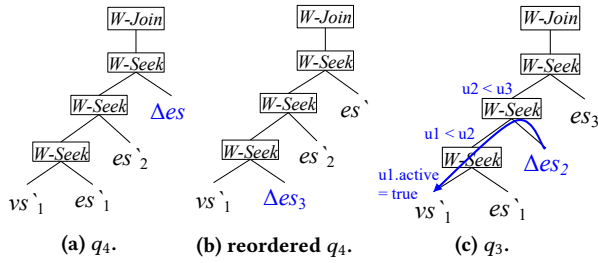 W-Join
W-Seek
W-Seek
Δes
W-Seek
es`₂
vs`₁
es`₁
(a) q₄.
W-Join
W-Seek
W-Seek
es`
W-Seek
es`₂
vs`₁
Δes₃
(b) reordered q₄.
W-Join
W-Seek
u2 < u3
W-Seek
es₃
u1 < u2
W-Seek
Δes₂
u1.active
= true
vs`₁
es`₁
(c) q₃.